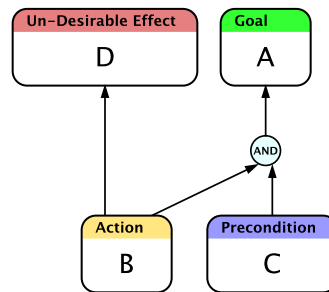 Un-Desirable Effect
D
Goal
A
AND
Action
B
Precondition
C